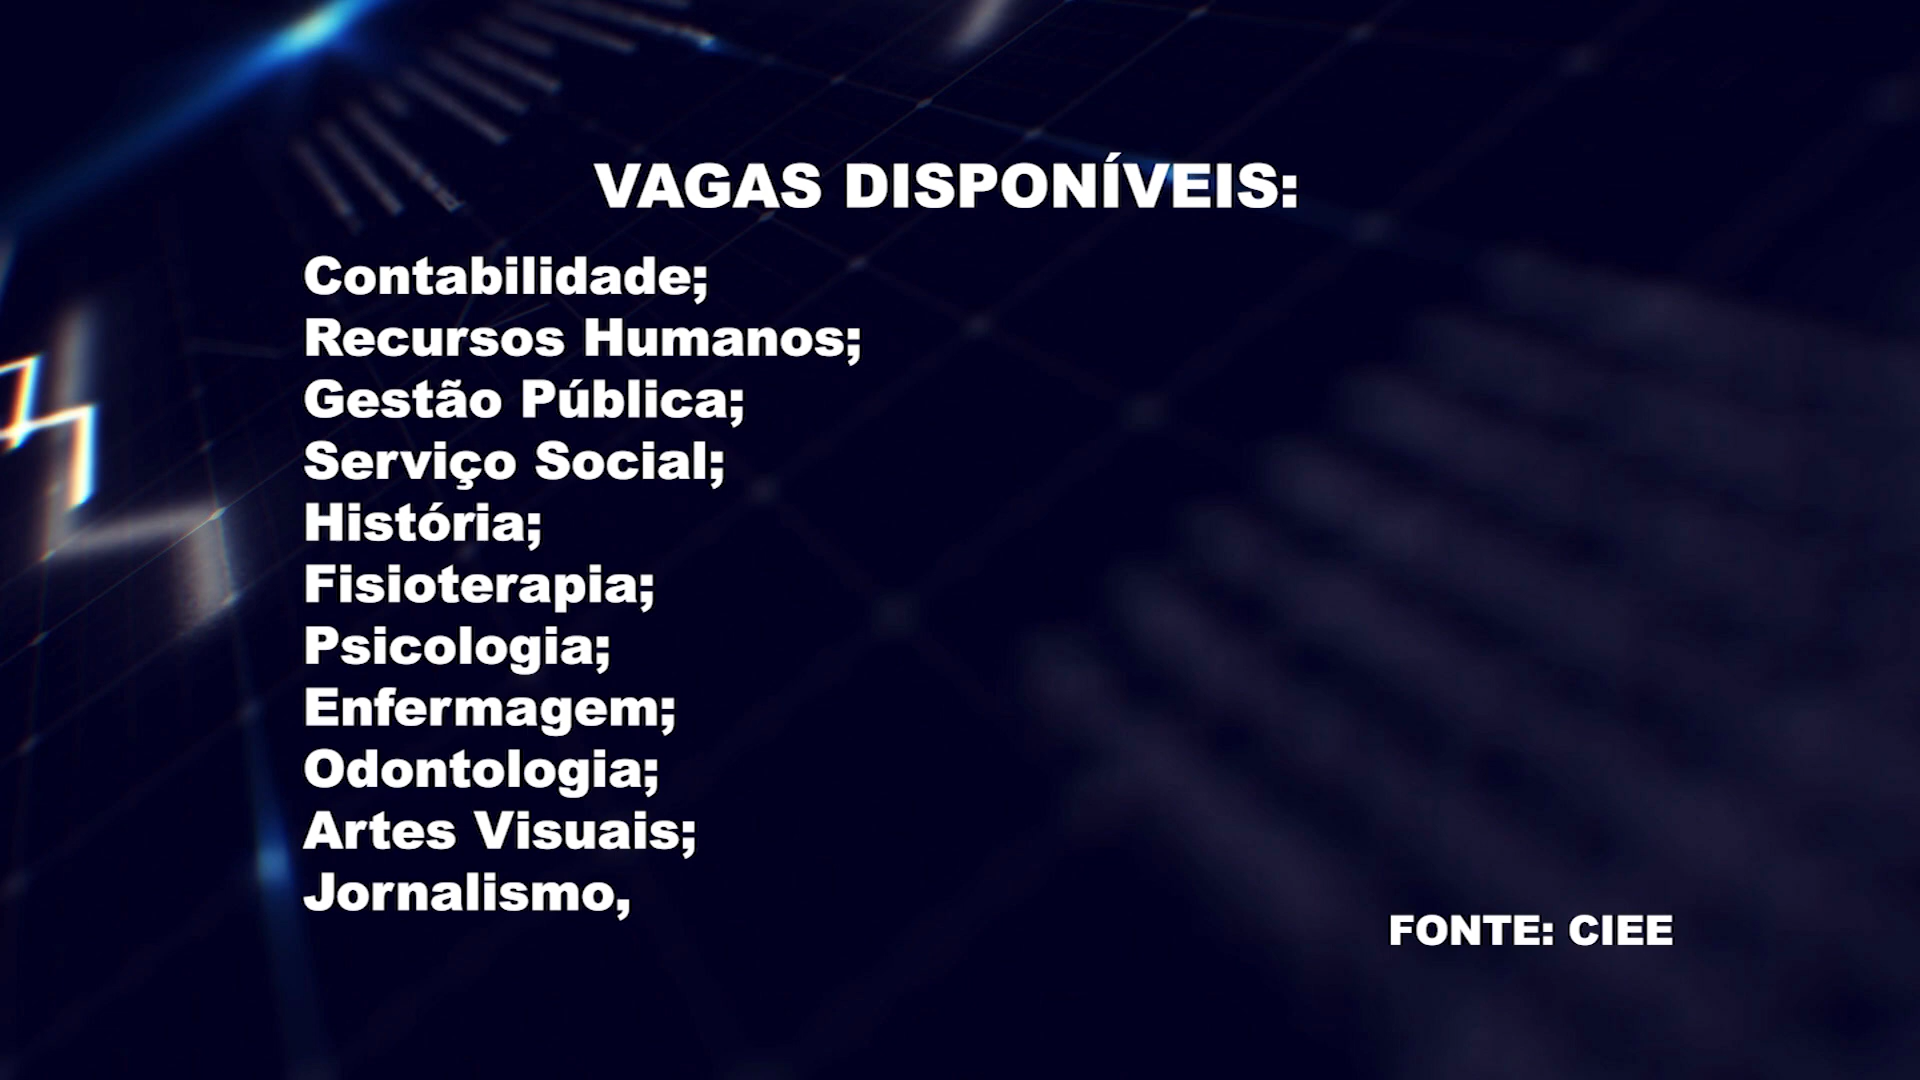 VAGAS DISPONÍVEIS:
Contabilidade;
Recursos Humanos;
Gestão Pública;
Serviço Social;
História;
Fisioterapia;
Psicologia;
Enfermagem;
Odontologia;
Artes Visuais;
Jornalismo,
FONTE: CIEE